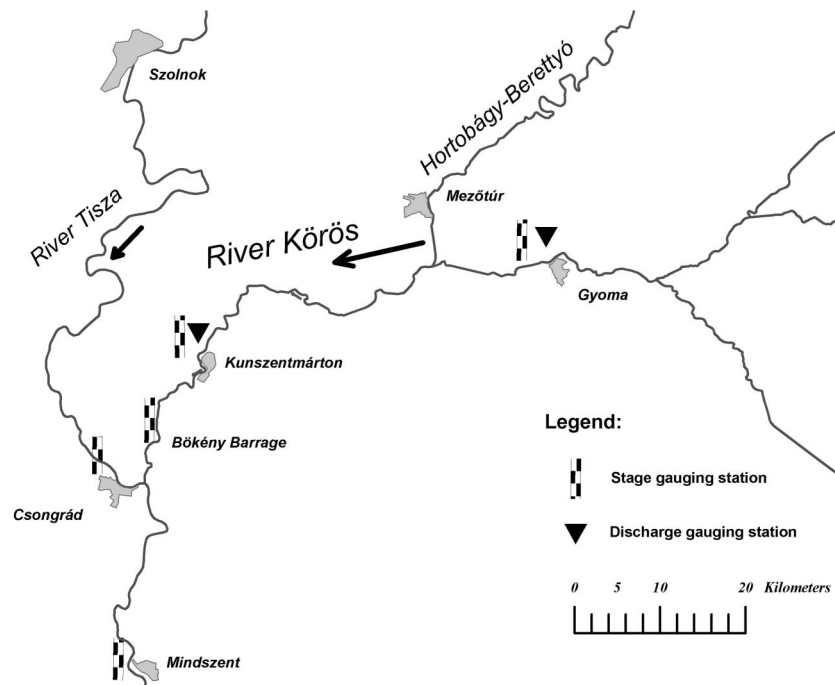 Szolnok
Hortobágy-Berettyó
River Tisza
Mezőtúr
River Körös
Gyoma
Kunszentmárton
Bökény Barrage
Legend:
Stage gauging station
Csongrád
Discharge gauging station
0 5 10 20 Kilometers
Mindszent